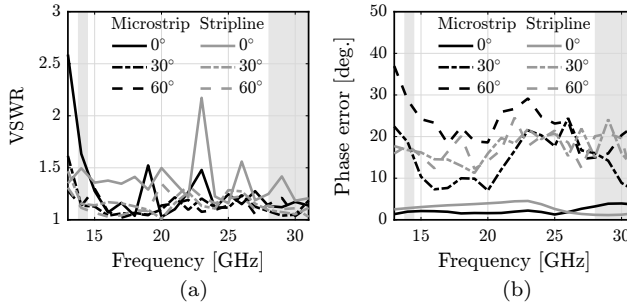 Microstrip Stripline
0° 0°
30° 30°
60° 60°
3
2.5
2
1.5
1
VSWR
15 20 25 30
Frequency [GHz]
(a)
Microstrip Stripline
0° 0°
30° 30°
60° 60°
50
40
30
20
10
0
Phase error [deg.]
15 20 25 30
Frequency [GHz]
(b)